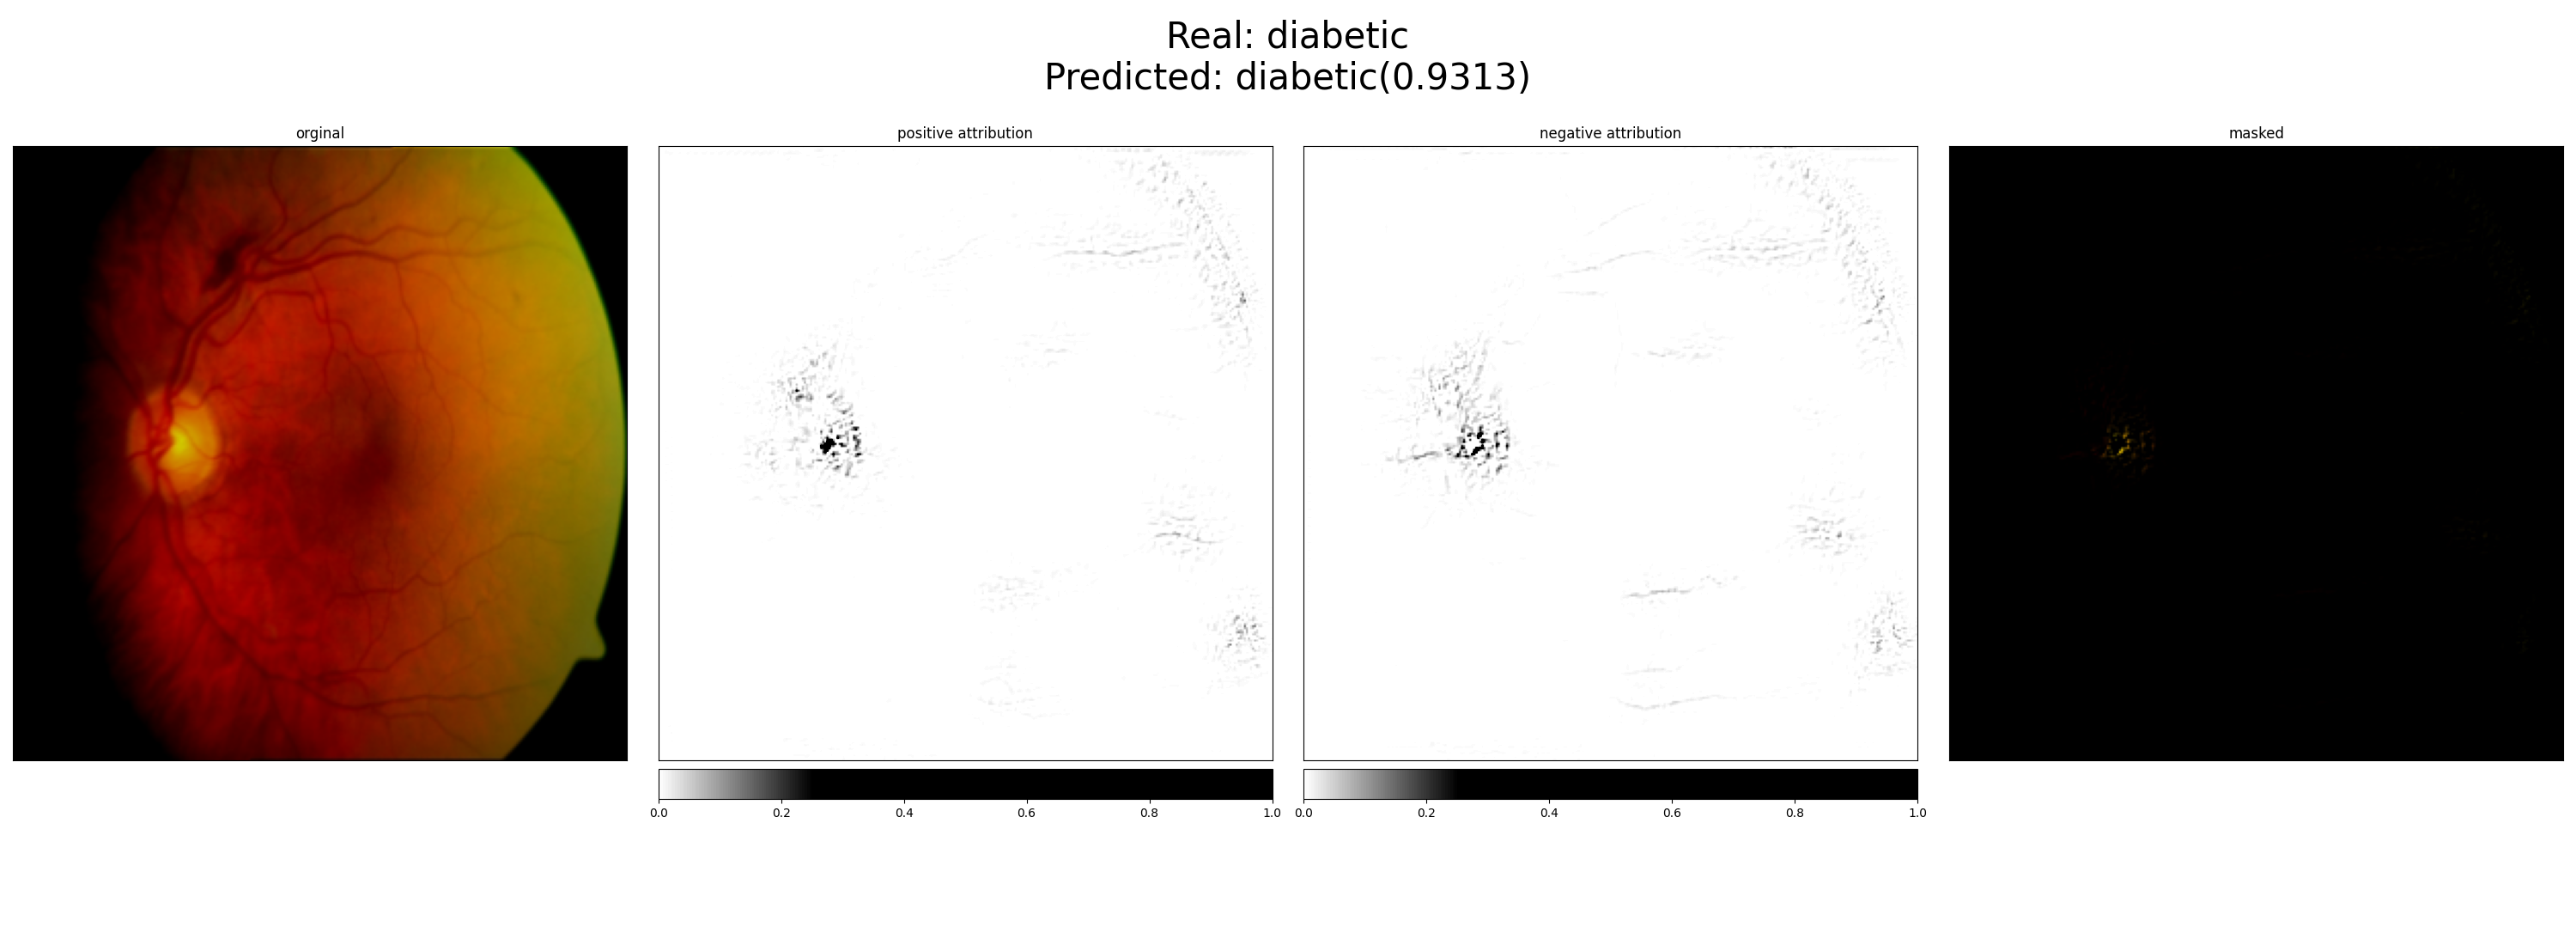 Real: diabetic
Predicted: diabetic(0.9313)
orginal
positive attribution
negative attribution
masked
0.0 0.2 0.4 0.6 0.8 1.0
0.0 0.2 0.4 0.6 0.8 1.0